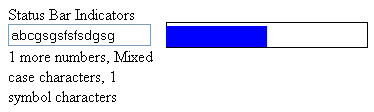 Status Bar Indicators
abcgsgsfsfsdgsg
1 more numbers, Mixed
case characters, 1
symbol characters